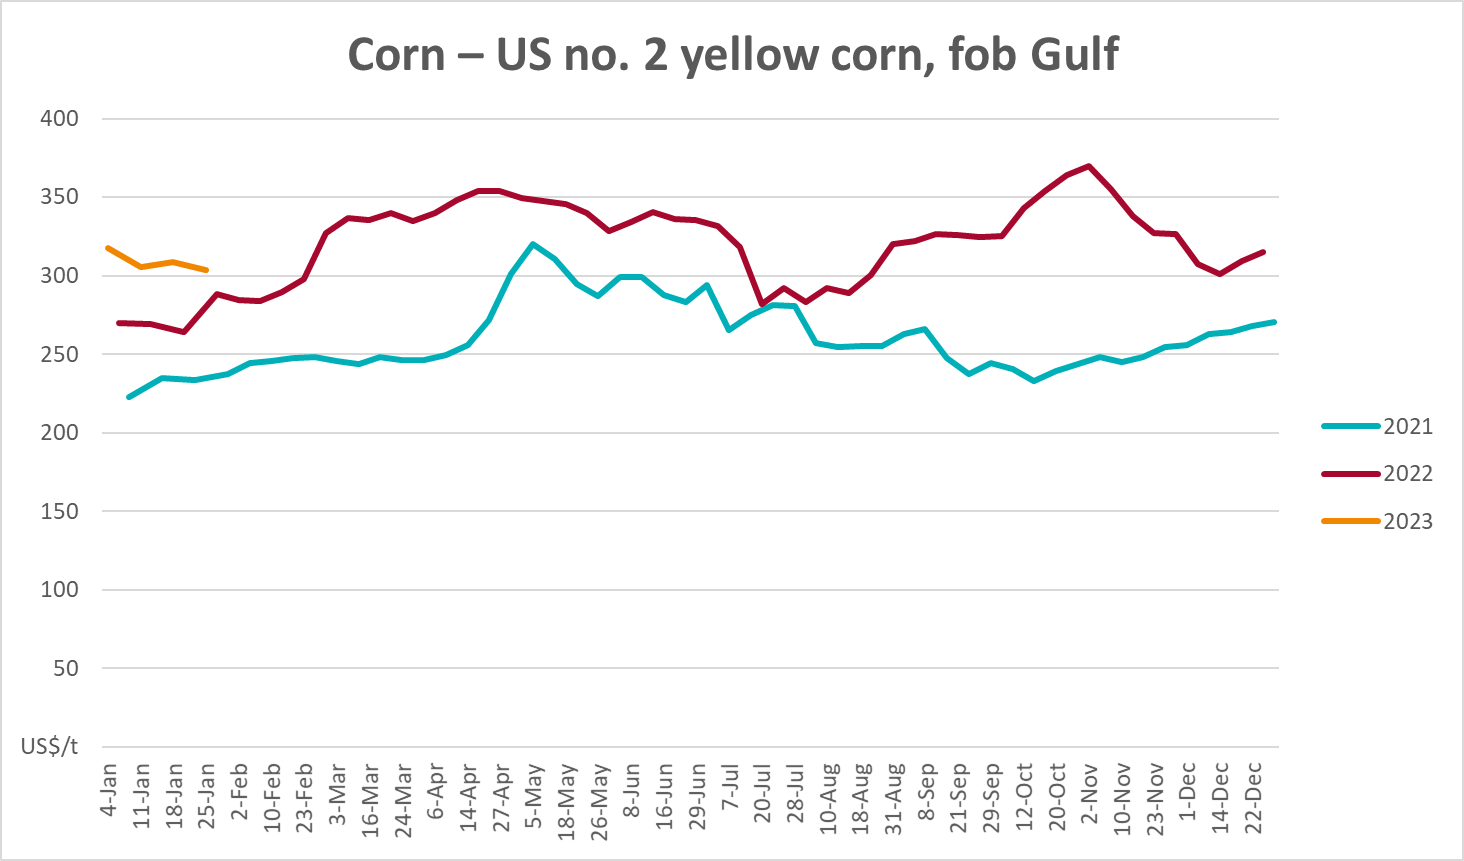 Corn – US no. 2 yellow corn, fob Gulf
400
350
300
250
200
150
100
50
US$/t
4-Jan
11-Jan
18-Jan
25-Jan
2-Feb
10-Feb
23-Feb
3-Mar
16-Mar
24-Mar
6-Apr
14-Apr
27-Apr
5-May
18-May
26-May
8-Jun
16-Jun
29-Jun
7-Jul
20-Jul
28-Jul
10-Aug
18-Aug
31-Aug
8-Sep
21-Sep
29-Sep
12-Oct
20-Oct
2-Nov
10-Nov
23-Nov
1-Dec
14-Dec
22-Dec
2021
2022
2023